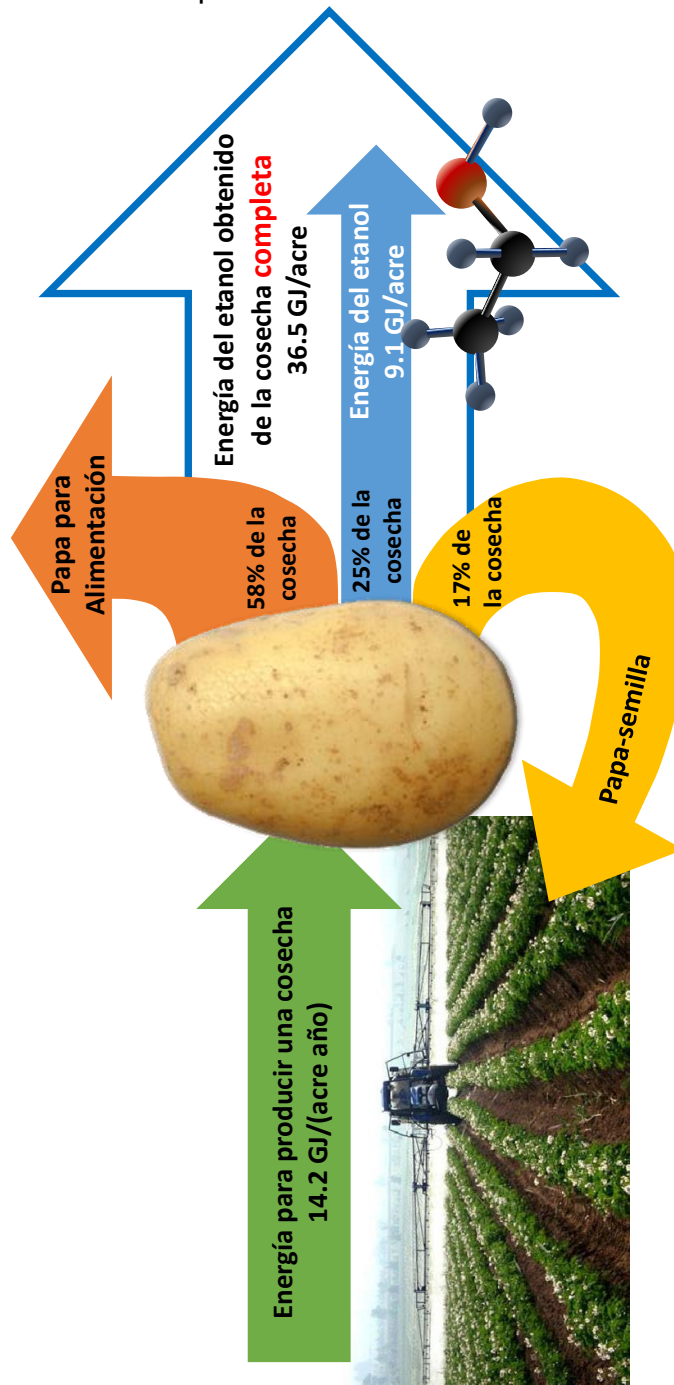 Energía para producir una cosecha
14.2 GJ/(acre año)
Papa para
Alimentación
58% de la
cosecha
Energía del etanol obtenido
de la cosecha completa
36.5 GJ/acre
25% de la
cosecha
Energía del etanol
9.1 GJ/acre
17% de
la cosecha
Papa-semilla